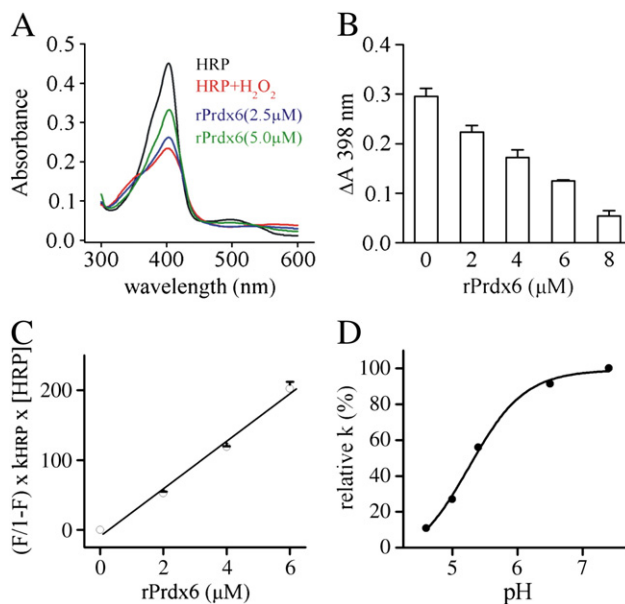 A
HRP
HRP+H₂O₂
rPrdx6(2.5μM)
rPrdx6(5.0μM)
Absorbance
0.5
0.4
0.3
0.2
0.1
0.0
300 400 500 600
wavelength (nm)
B
ΔA 398 nm
0.4
0.3
0.2
0.1
0.0
0 2 4 6 8
rPrdx6 (μM)
C
(F/1-F) x kHRP x [HRP]
200
100
0
0 2 4 6
rPrdx6 (μM)
D
relative k (%)
100
80
60
40
20
0
5 6 7
pH